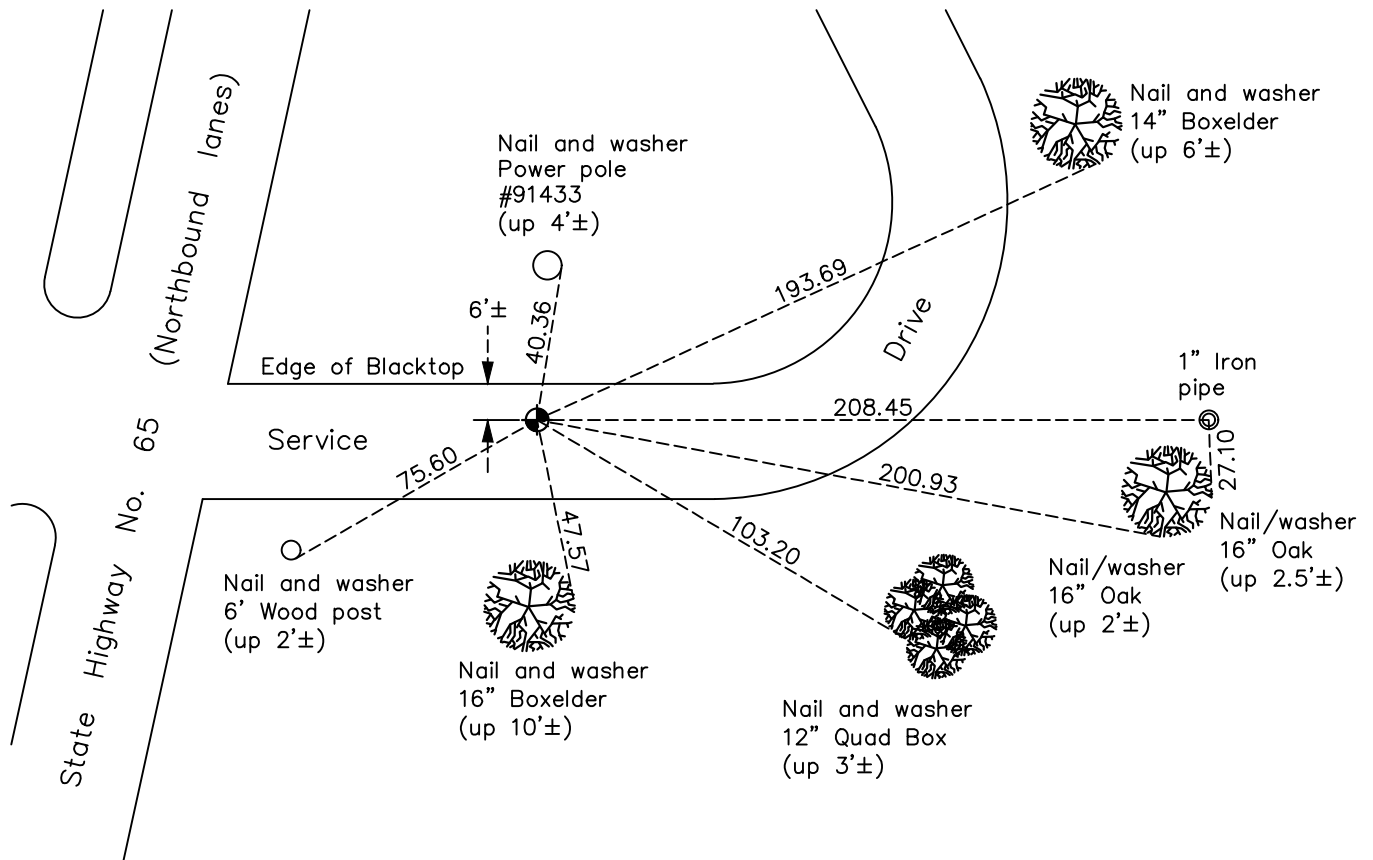 Nail and washer
14” Boxelder
(up 6’±)
Nail and washer
Power pole
#91433
(up 4’±)
(Northbound lanes)
193.69
6’±
40.36
Drive
Edge of Blacktop
1” Iron
pipe
208.45
Service
State Highway No. 65
75.60
27.10
200.93
47.57
103.20
Nail/washer
16” Oak
(up 2.5’±)
Nail/washer
16” Oak
(up 2’±)
Nail and washer
6’ Wood post
(up 2’±)
Nail and washer
16” Boxelder
(up 10’±)
Nail and washer
12” Quad Box
(up 3’±)